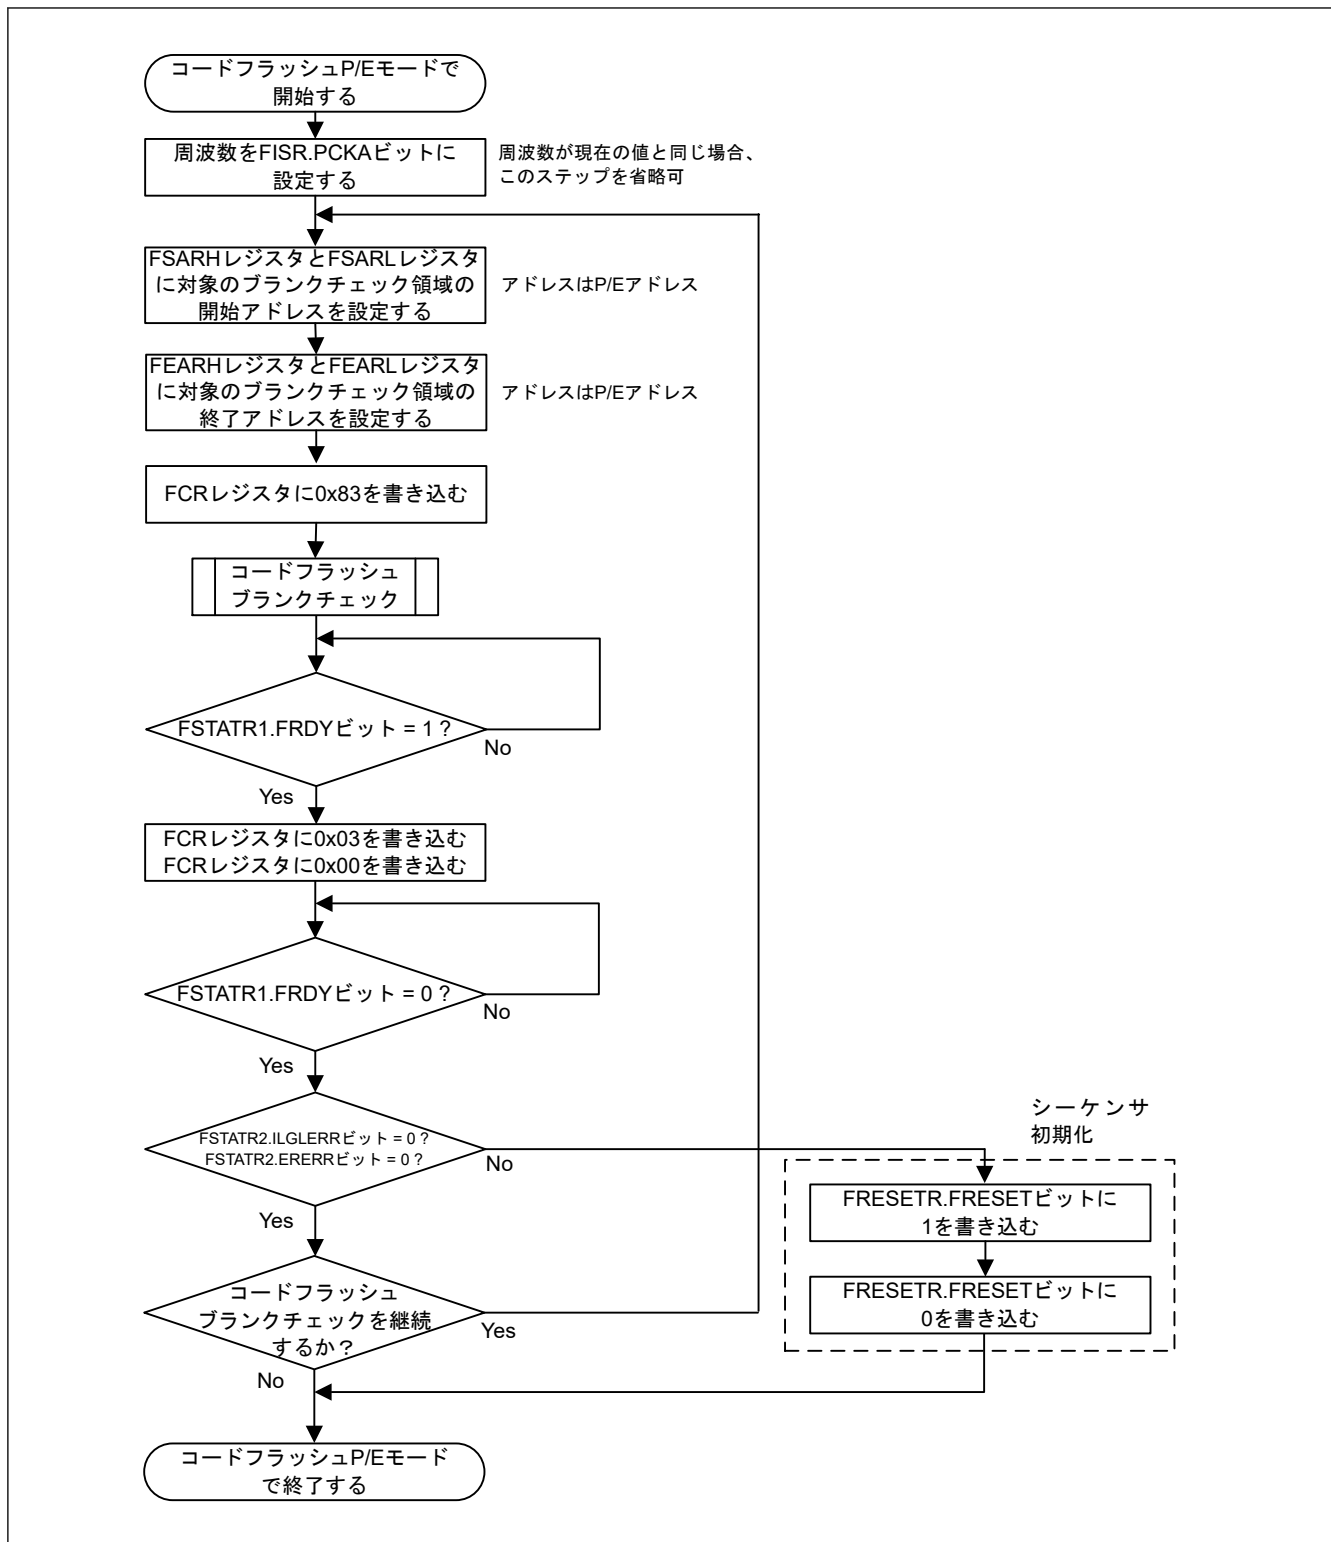 コードフラッシュP/Eモードで
開始する
周波数をFISR.PCKAビットに
設定する
周波数が現在の値と同じ場合、
このステップを省略可
FSARHレジスタとFSARLレジスタ
に対象のブランクチェック領域の
開始アドレスを設定する
アドレスはP/Eアドレス
FEARHレジスタとFEARLレジスタ
に対象のブランクチェック領域の
終了アドレスを設定する
アドレスはP/Eアドレス
FCRレジスタに0x83を書き込む
コードフラッシュ
ブランクチェック
FSTATR1.FRDYビット = 1 ?
No
Yes
FCRレジスタに0x03を書き込む
FCRレジスタに0x00を書き込む
FSTATR1.FRDYビット = 0 ?
No
Yes
FSTATR2.ILGLERRビット = 0 ?
FSTATR2.ERERRビット = 0 ?
No
Yes
シーケンサ
初期化
FRESETR.FRESETビットに
1を書き込む
FRESETR.FRESETビットに
0を書き込む
コードフラッシュ
ブランクチェックを継続
するか？
Yes
No
コードフラッシュP/Eモード
で終了する